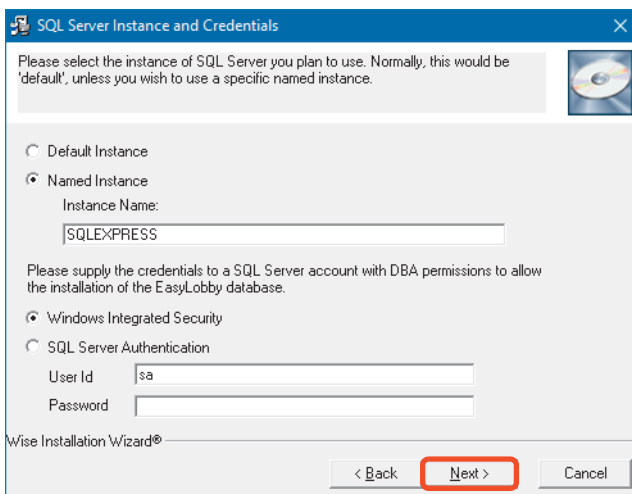 SQL Server Instance and Credentials
Please select the instance of SQL Server you plan to use. Normally, this would be
'default', unless you wish to use a specific named instance.
Default Instance
Named Instance
Instance Name:
SQLEXPRESS
Please supply the credentials to a SQL Server account with DBA permissions to allow
the installation of the EasyLobby database.
Windows Integrated Security
SQL Server Authentication
User Id
sa
Password
Wise Installation Wizard®
< Back
Next >
Cancel